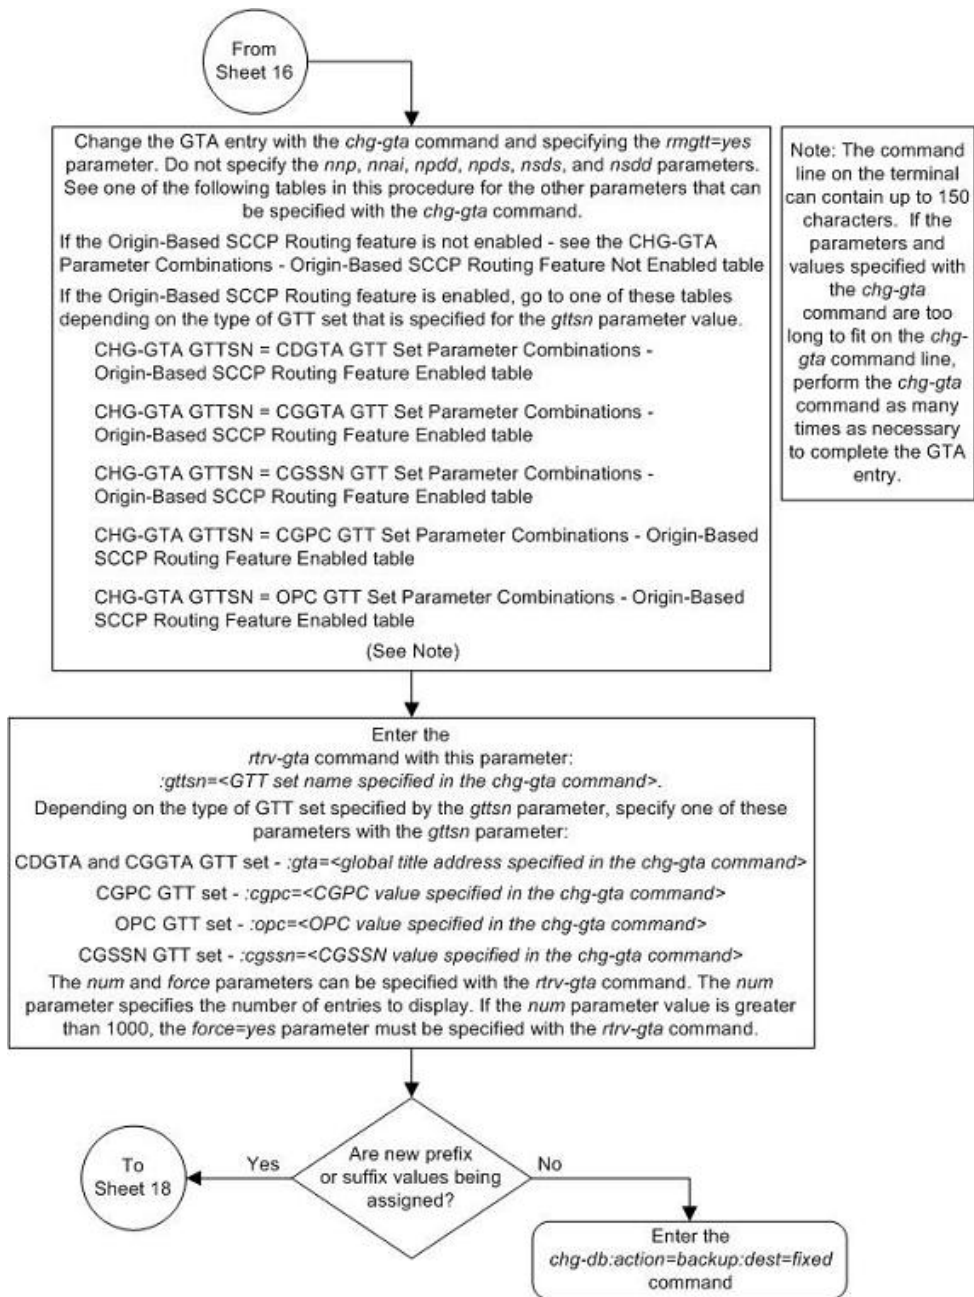 From
Sheet 16
Change the GTA entry with the chg-gta command and specifying the rmgtt=yes
parameter. Do not specify the nnp, nnai, npdd, npds, nsds, and nsdd parameters.
See one of the following tables in this procedure for the other parameters that can
be specified with the chg-gta command.
If the Origin-Based SCCP Routing feature is not enabled - see the CHG-GTA
Parameter Combinations - Origin-Based SCCP Routing Feature Not Enabled table
If the Origin-Based SCCP Routing feature is enabled, go to one of these tables
depending on the type of GTT set that is specified for the gttsn parameter value.
CHG-GTA GTTSN = CDGTA GTT Set Parameter Combinations -
Origin-Based SCCP Routing Feature Enabled table
CHG-GTA GTTSN = CGGTA GTT Set Parameter Combinations -
Origin-Based SCCP Routing Feature Enabled table
CHG-GTA GTTSN = CGSSN GTT Set Parameter Combinations -
Origin-Based SCCP Routing Feature Enabled table
CHG-GTA GTTSN = CGPC GTT Set Parameter Combinations - Origin-Based
SCCP Routing Feature Enabled table
CHG-GTA GTTSN = OPC GTT Set Parameter Combinations - Origin-Based
SCCP Routing Feature Enabled table
(See Note)
Note: The command
line on the terminal
can contain up to 150
characters. If the
parameters and
values specified with
the chg-gta
command are too
long to fit on the chg-
gta command line,
perform the chg-gta
command as many
times as necessary
to complete the GTA
entry.
Enter the
rtrv-gta command with this parameter:
:gttsn=<GTT set name specified in the chg-gta command>.
Depending on the type of GTT set specified by the gttsn parameter, specify one of these
parameters with the gttsn parameter:
CDGTA and CGGTA GTT set - :gta=<global title address specified in the chg-gta command>
CGPC GTT set - :cgpc=<CGPC value specified in the chg-gta command>
OPC GTT set - :opc=<OPC value specified in the chg-gta command>
CGSSN GTT set - :cgssn=<CGSSN value specified in the chg-gta command>
The num and force parameters can be specified with the rtrv-gta command. The num
parameter specifies the number of entries to display. If the num parameter value is greater
than 1000, the force=yes parameter must be specified with the rtrv-gta command.
Are new prefix
or suffix values being
assigned?
Yes
To
Sheet 18
No
Enter the
chg-db:action=backup:dest=fixed
command